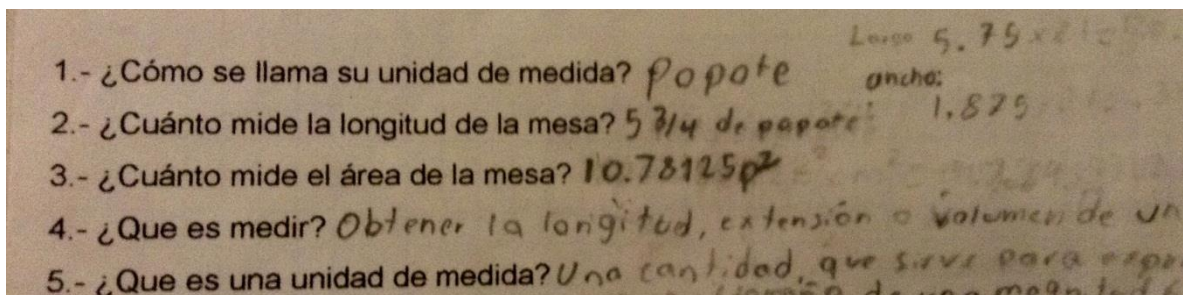 Largo 5.75
1.- ¿Cómo se llama su unidad de medida? Popote
ancho:
1.875
2.- ¿Cuánto mide la longitud de la mesa? 5 3/4 de papote
3.- ¿Cuánto mide el área de la mesa? 10.78125p²
4.- ¿Que es medir? Obtener la longitud, extensión o volumen de un
5.- ¿Que es una unidad de medida? Una cantidad, que sirve para
de una